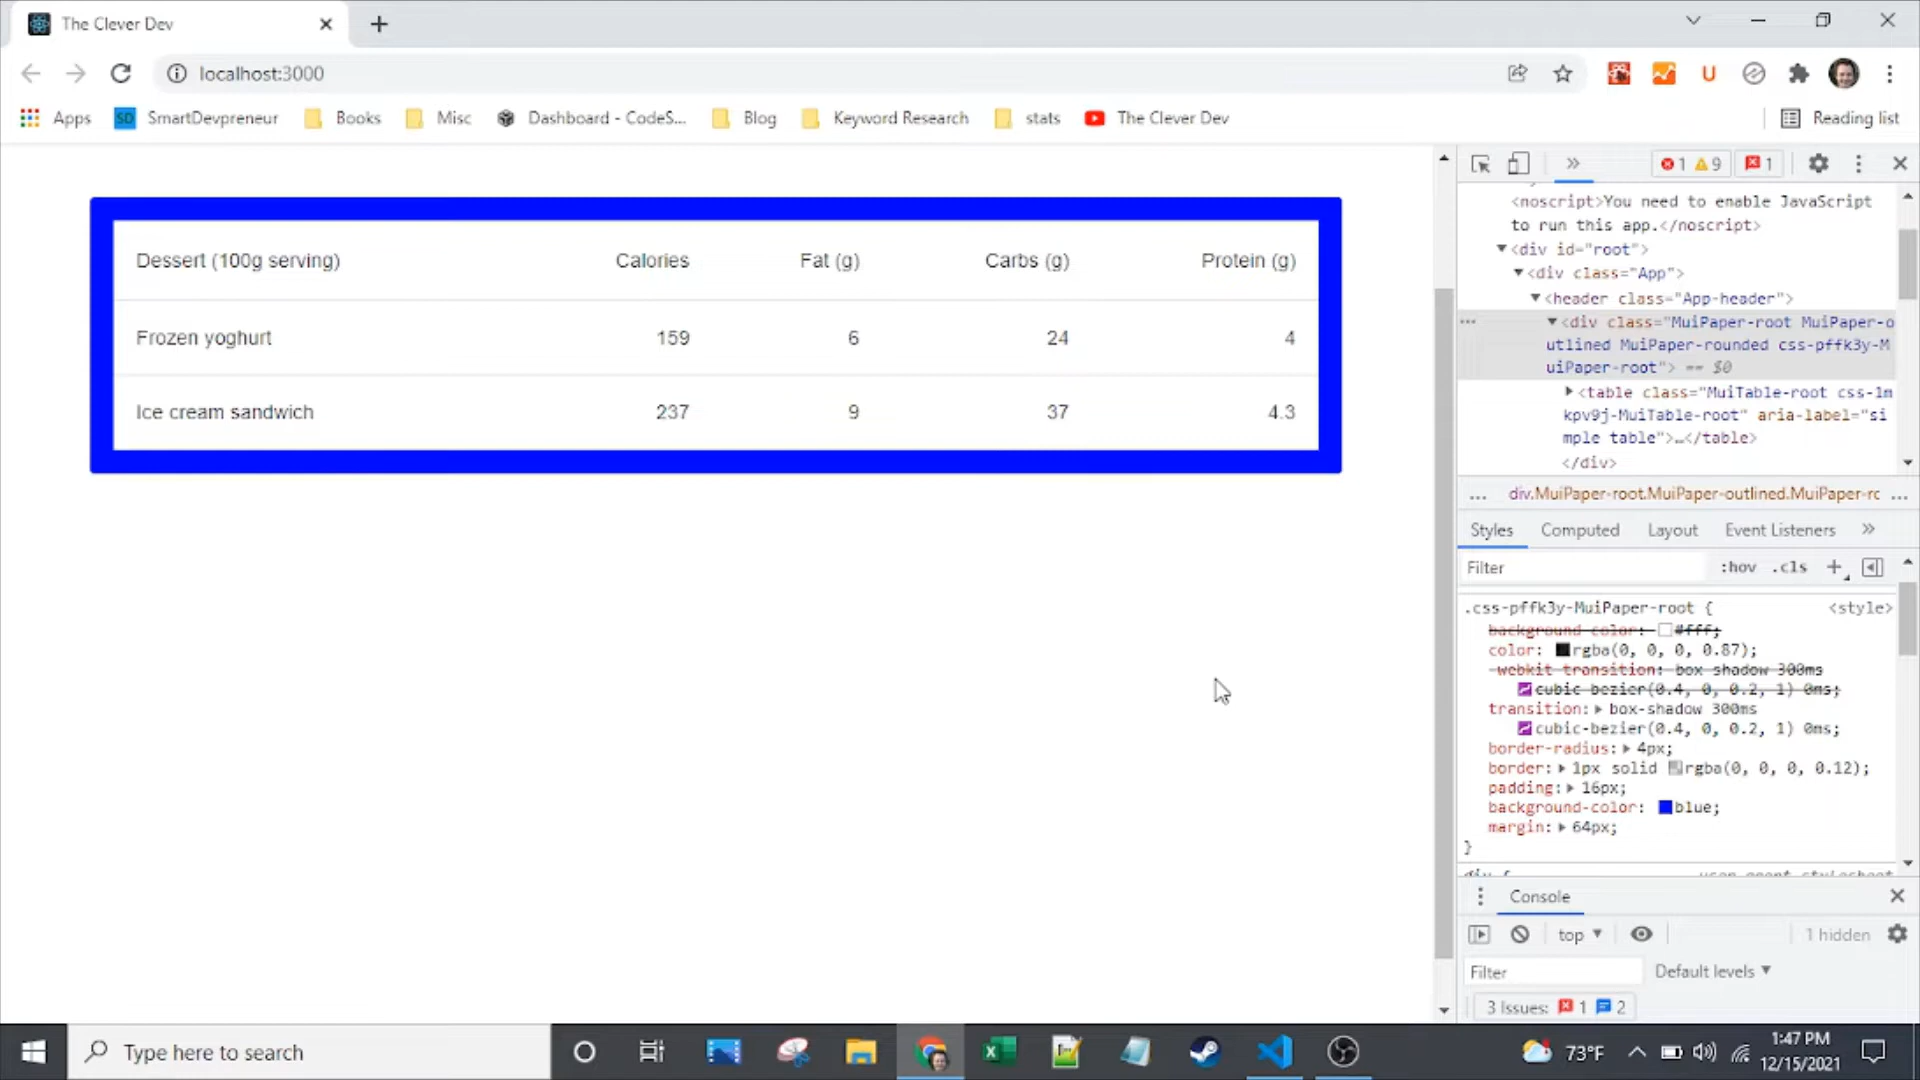 The Clever Dev
localhost:3000
Apps SmartDevpreneur Books Misc Dashboard - CodeS... Blog Keyword Research stats The Clever Dev Reading list
Dessert (100g serving) Calories Fat (g) Carbs (g) Protein (g)
Frozen yoghurt 159 6 24 4
Ice cream sandwich 237 9 37 4.3
1 9 1
<noscript>You need to enable JavaScript
to run this app.</noscript>
<div id="root">
<div class="App">
<header class="App-header">
<div class="MuiPaper-root MuiPaper-o
utlined MuiPaper-rounded css-pffk3y-M
uiPaper-root"> == $0
<table class="MuiTable-root css-1m
kpv9j-MuiTable-root" aria-label="si
mple table">…</table>
</div>
... div.MuiPaper-root.MuiPaper-outlined.MuiPaper-rc ...
Styles Computed Layout Event Listeners
Filter :hov .cls
.css-pffk3y-MuiPaper-root { <style>
background-color: #fff;
color: rgba(0, 0, 0, 0.87);
-webkit-transition: box-shadow 300ms
cubic-bezier(0.4, 0, 0.2, 1) 0ms;
transition: box-shadow 300ms
cubic-bezier(0.4, 0, 0.2, 1) 0ms;
border-radius: 4px;
border: 1px solid rgba(0, 0, 0, 0.12);
padding: 16px;
background-color: blue;
margin: 64px;
}
div { user agent stylesheet
Console
top 1 hidden
Filter Default levels
3 Issues: 1 2
Type here to search
73°F
1:47 PM
12/15/2021